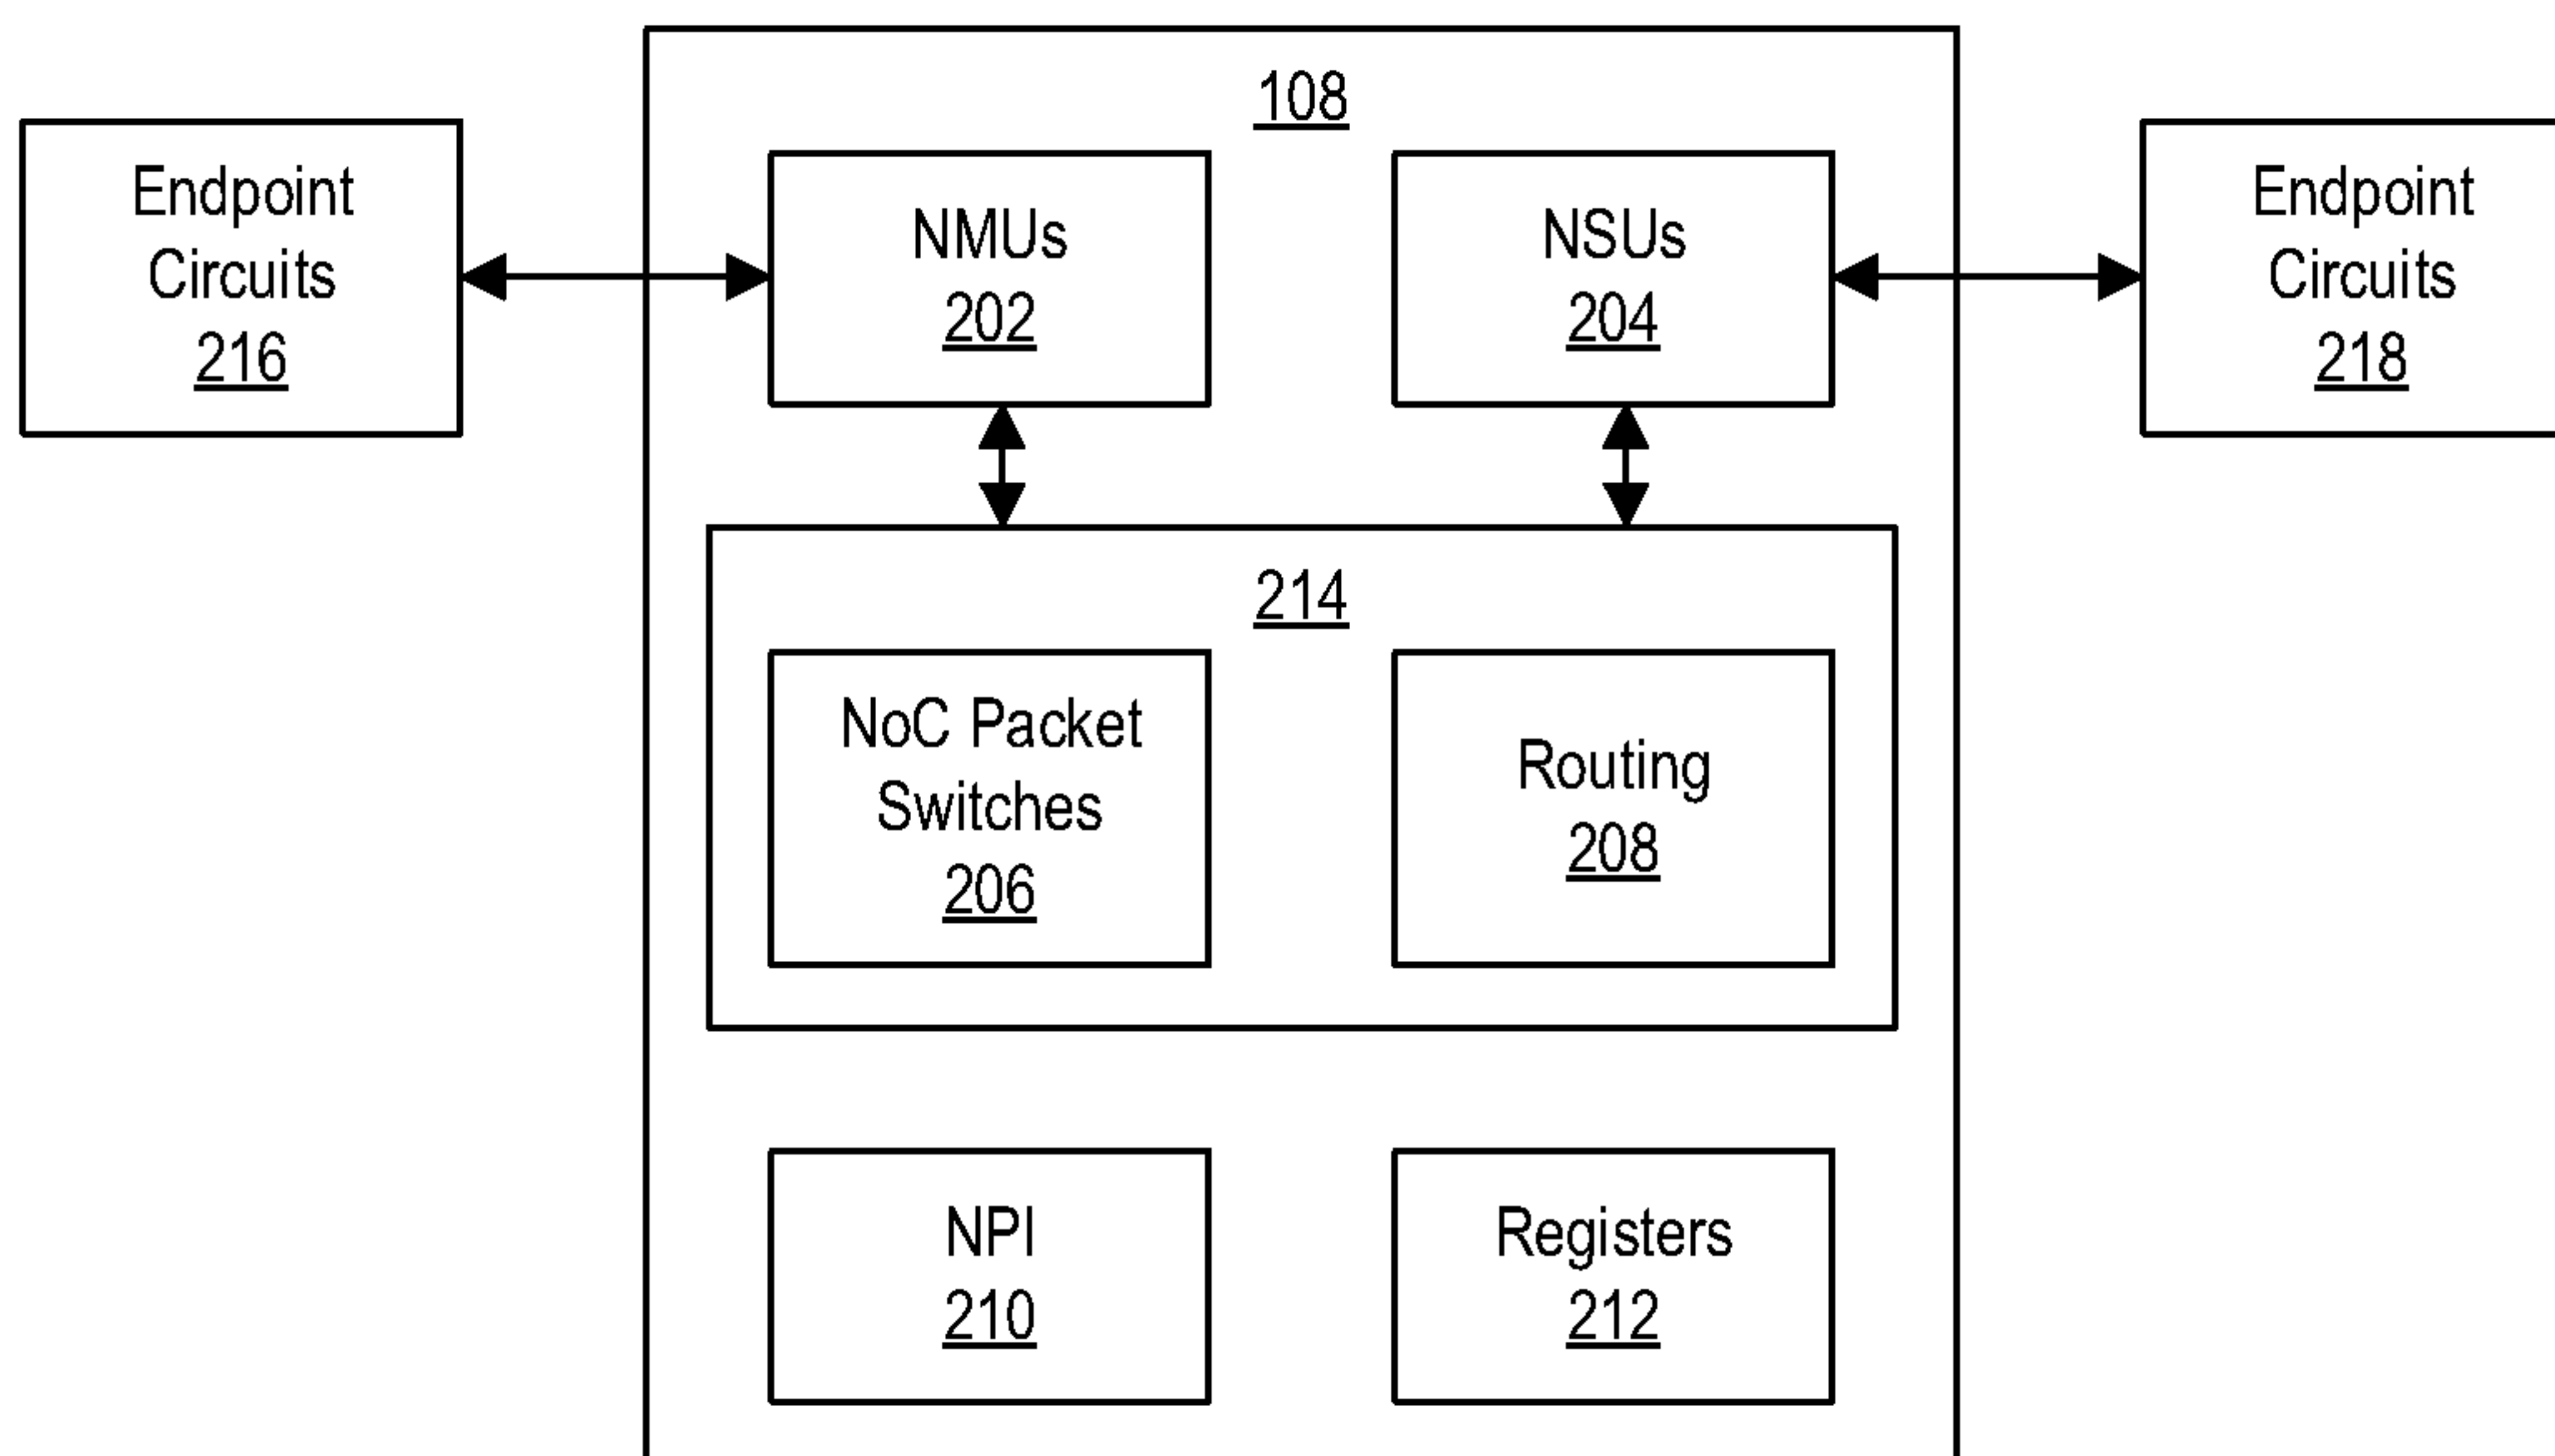 108
Endpoint
Circuits
216
NMUs
202
NSUs
204
Endpoint
Circuits
218
214
NoC Packet
Switches
206
Routing
208
NPI
210
Registers
212